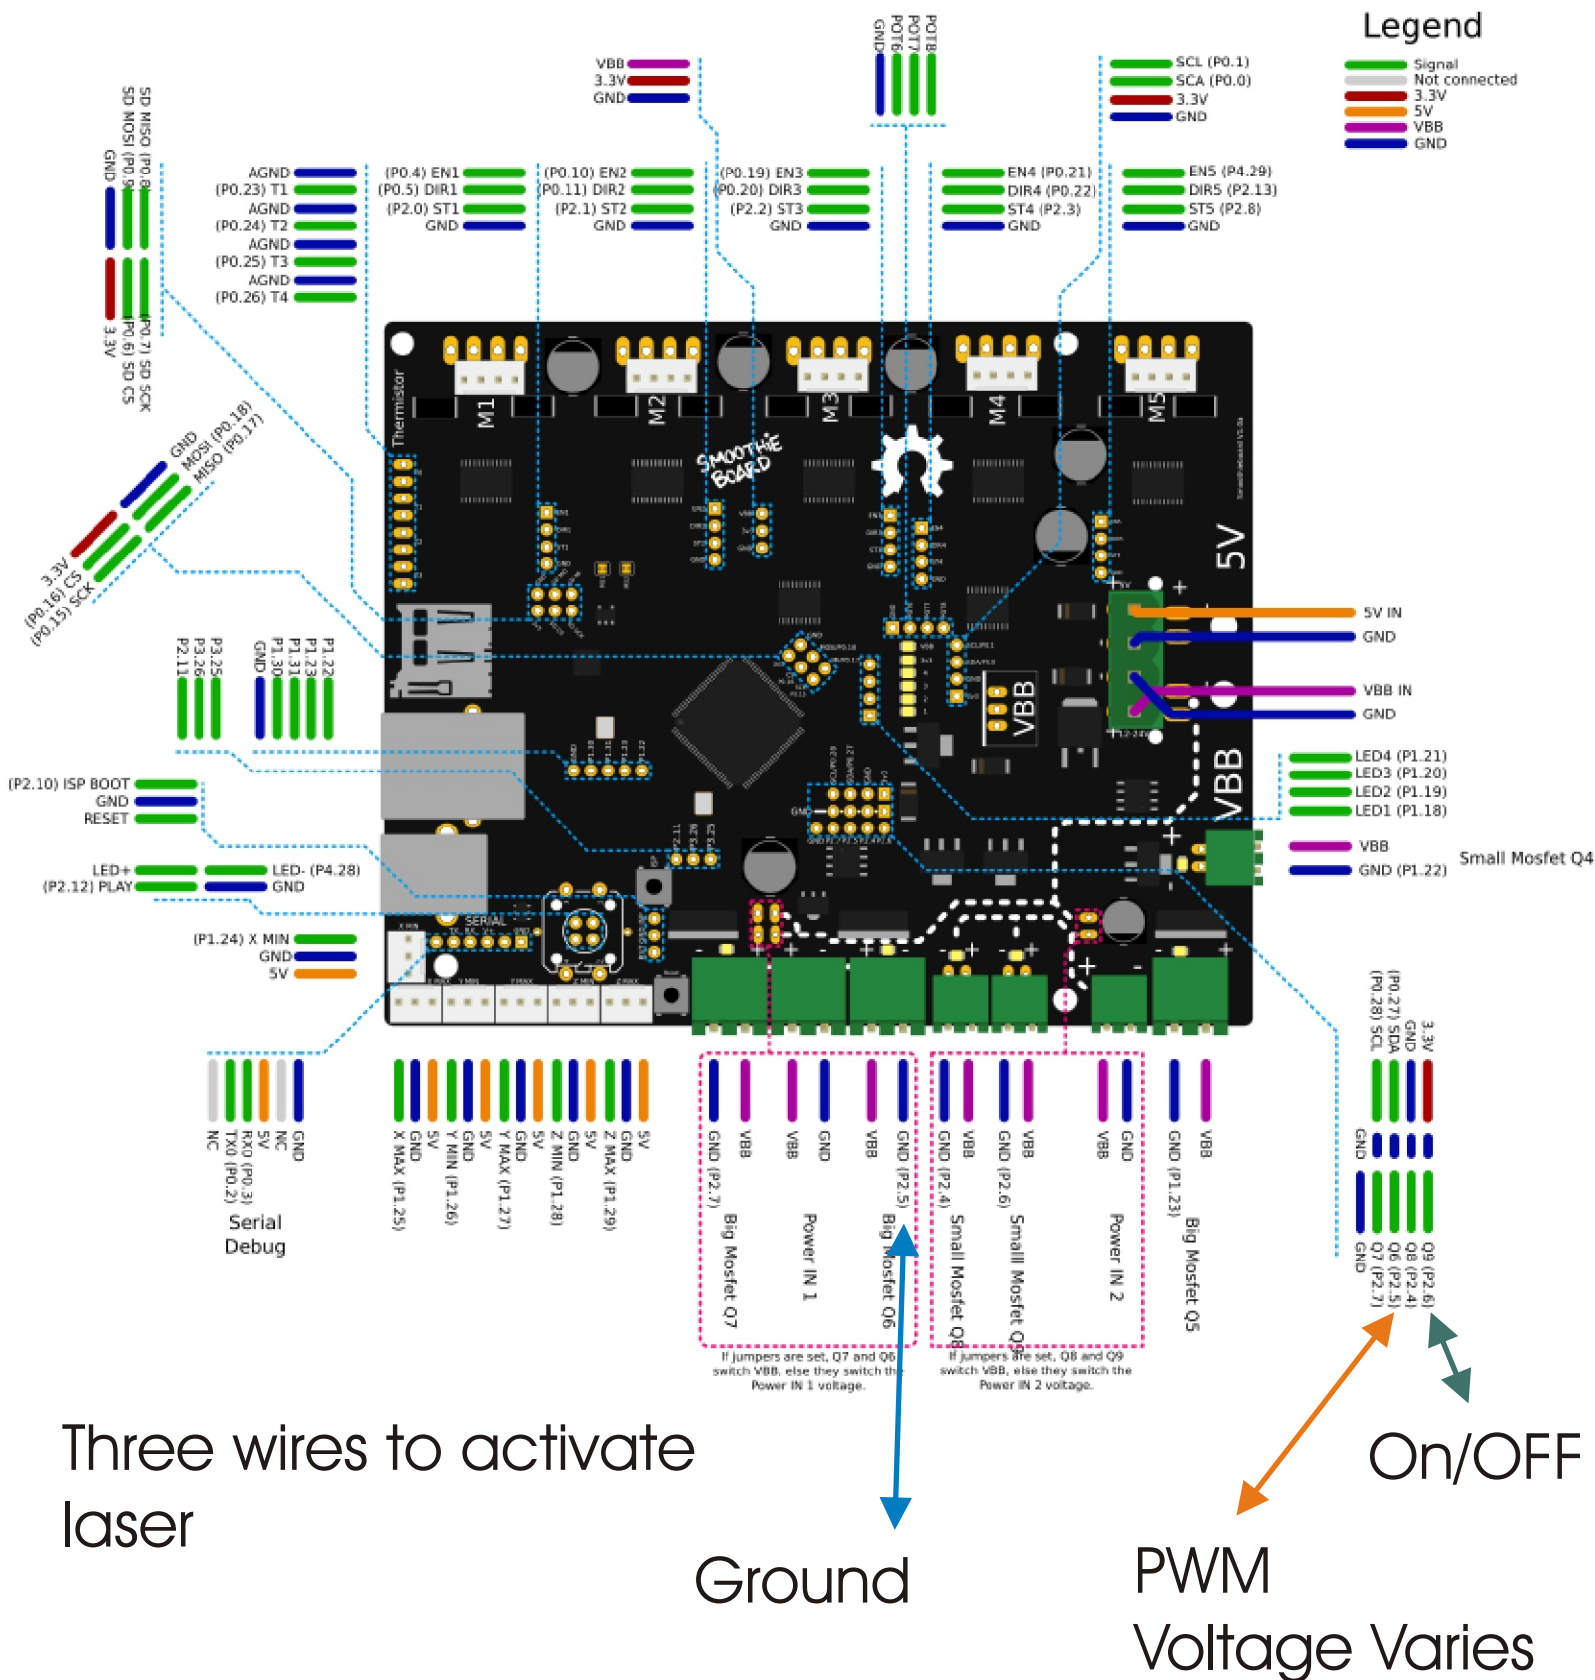 Legend
Signal
Not connected
3.3V
5V
VBB
GND
GND
POT6
POT7
POT8
VBB
3.3V
GND
SCL (P0.1)
SCA (P0.0)
3.3V
GND
SD MOSI (P0.9)
SD MISO (P0.8)
GND
3.3V
(P0.6) SD CS
(P0.7) SD SCK
AGND
(P0.23) T1
AGND
(P0.24) T2
AGND
(P0.25) T3
AGND
(P0.26) T4
(P0.4) EN1
(P0.5) DIR1
(P2.0) ST1
GND
(P0.10) EN2
(P0.11) DIR2
(P2.1) ST2
GND
(P0.19) EN3
(P0.20) DIR3
(P2.2) ST3
GND
EN4 (P0.21)
DIR4 (P0.22)
ST4 (P2.3)
GND
EN5 (P4.29)
DIR5 (P2.13)
ST5 (P2.8)
GND
GND
MOSI (P0.18)
MISO (P0.17)
3.3V
(P0.16) CS
(P0.15) SCK
Thermistor
M1
M2
M3
M4
M5
SMOOTHIE
BOARD
5V
VBB
VBB
5V IN
GND
VBB IN
GND
P2.11
P3.26
P3.25
GND
P1.30
P1.31
P1.23
P1.22
(P2.10) ISP BOOT
GND
RESET
LED+
LED- (P4.28)
(P2.12) PLAY
GND
LED4 (P1.21)
LED3 (P1.20)
LED2 (P1.19)
LED1 (P1.18)
VBB
GND (P1.22)
Small Mosfet Q4
P2.11
P3.26
P3.25
SERIAL
X MIN
Y MIN
Z MIN
Z MAX
(P1.24) X MIN
GND
5V
NC
TX0 (P0.2)
RX0 (P0.3)
5V
NC
GND
Serial
Debug
X MAX (P1.25)
GND
5V
Y MIN (P1.26)
GND
5V
Y MAX (P1.27)
GND
5V
Z MIN (P1.28)
GND
5V
Z MAX (P1.29)
GND
5V
GND (P2.7)
VBB
Big Mosfet Q7
VBB
GND
Power IN 1
VBB
GND (P2.5)
Big Mosfet Q6
GND (P2.4)
VBB
Small Mosfet Q8
GND (P2.6)
VBB
Smalll Mosfet Q9
VBB
GND
Power IN 2
GND (P1.23)
VBB
Big Mosfet Q5
(P0.28) SCL
(P0.27) SDA
GND
3.3V
GND
GND
Q7 (P2.7)
Q6 (P2.5)
Q8 (P2.4)
Q9 (P2.6)
If jumpers are set, Q7 and Q6
switch VBB, else they switch the
Power IN 1 voltage.
If jumpers are set, Q8 and Q9
switch VBB, else they switch the
Power IN 2 voltage.
Three wires to activate
laser
Ground
On/OFF
PWM
Voltage Varies